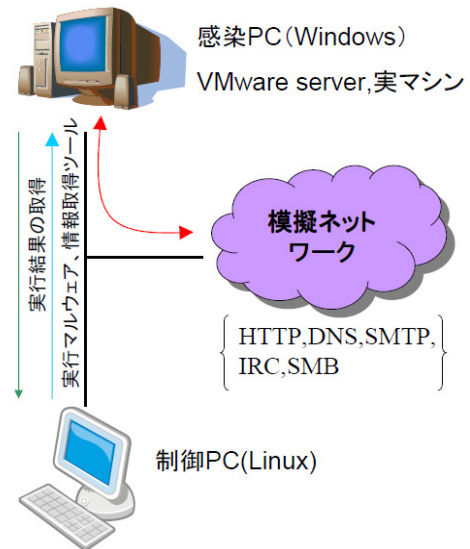 感染PC（Windows）
VMware server,実マシン
実行結果の取得
実行マルウェア、情報取得ツール
模擬ネット
ワーク
HTTP,DNS,SMTP,
IRC,SMB
制御PC(Linux)